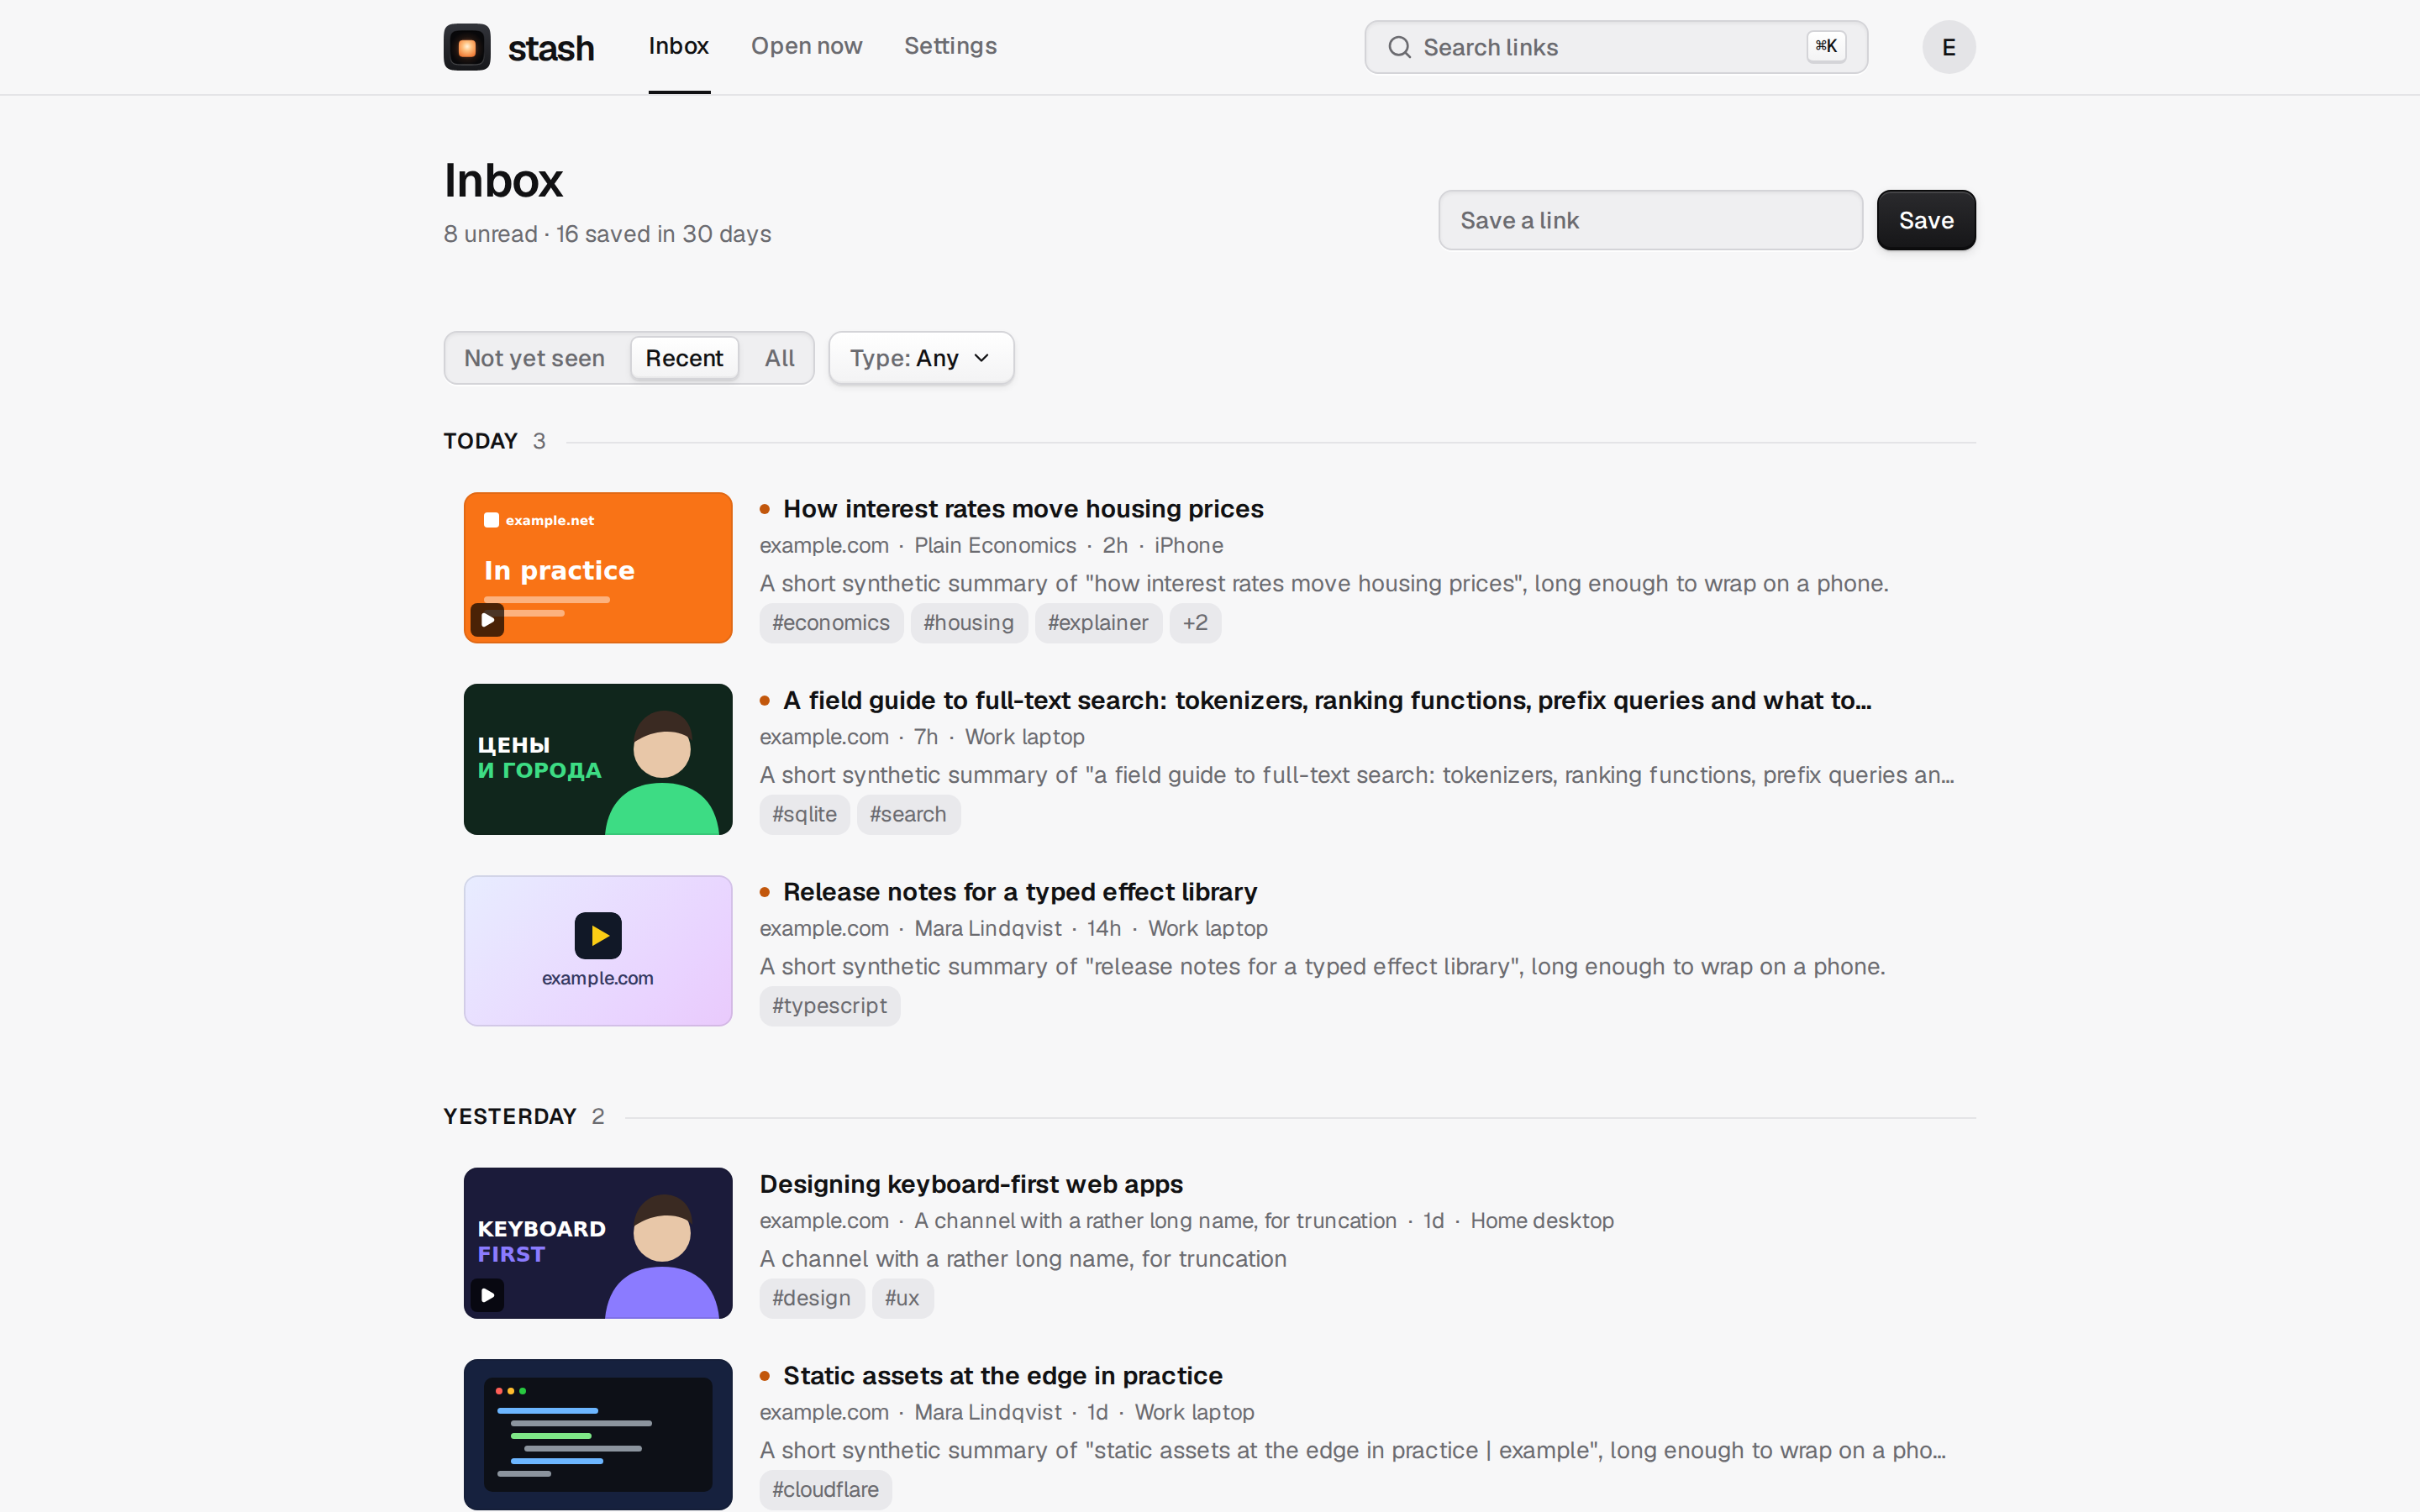 stash Inbox Open now Settings Search links ⌘K E
Inbox
8 unread · 16 saved in 30 days
Save a link Save
Not yet seen Recent All Type: Any
TODAY 3
example.net
In practice
How interest rates move housing prices
example.com · Plain Economics · 2h · iPhone
A short synthetic summary of "how interest rates move housing prices", long enough to wrap on a phone.
#economics #housing #explainer +2
ЦЕНЫ
И ГОРОДА
A field guide to full-text search: tokenizers, ranking functions, prefix queries and what to…
example.com · 7h · Work laptop
A short synthetic summary of "a field guide to full-text search: tokenizers, ranking functions, prefix queries an…
#sqlite #search
example.com
Release notes for a typed effect library
example.com · Mara Lindqvist · 14h · Work laptop
A short synthetic summary of "release notes for a typed effect library", long enough to wrap on a phone.
#typescript
YESTERDAY 2
KEYBOARD
FIRST
Designing keyboard-first web apps
example.com · A channel with a rather long name, for truncation · 1d · Home desktop
A channel with a rather long name, for truncation
#design #ux
Static assets at the edge in practice
example.com · Mara Lindqvist · 1d · Work laptop
A short synthetic summary of "static assets at the edge in practice | example", long enough to wrap on a pho…
#cloudflare